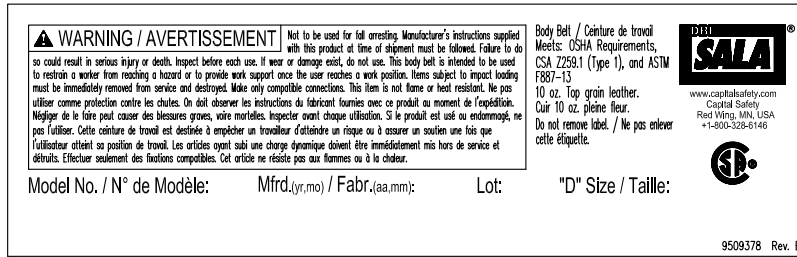 WARNING / AVERTISSEMENT
Not to be used for fall arresting. Manufacturer's instructions supplied
with this product at time of shipment must be followed. Failure to do
so could result in serious injury or death. Inspect before each use. If wear or damage exist, do not use. This body belt is intended to be used
to restrain a worker from reaching a hazard or to provide work support once the user reaches a work position. Items subject to impact loading
must be immediately removed from service and destroyed. Make only compatible connections. This item is not flame or heat resistant. Ne pas
utiliser comme protection contre les chutes. On doit observer les instructions du fabricant fournies avec ce produit au moment de l'expédition.
Négliger de le faire peut causer des blessures graves, voire mortelles. Inspecter avant chaque utilisation. Si le produit est usé ou endommagé, ne
pas l'utiliser. Cette ceinture de travail est destinée à empêcher un travailleur d'atteindre un risque ou à assurer un soutien une fois que
l'utilisateur atteint sa position de travail. Les articles ayant subi une charge dynamique doivent être immédiatement mis hors de service et
détruits. Effectuer seulement des fixations compatibles. Cet article ne résiste pas aux flammes ou à la chaleur.
Body Belt / Ceinture de travail
Meets: OSHA Requirements,
CSA Z259.1 (Type 1), and ASTM
F887-13
10 oz. Top grain leather.
Cuir 10 oz. pleine fleur.
Do not remove label. / Ne pas enlever
cette étiquette.
DBI
SALA®
www.capitalsafety.com
Capital Safety
Red Wing, MN, USA
+1-800-328-6146
SA®
Model No. / N° de Modèle: Mfrd.(yr,mo) / Fabr.(aa,mm): Lot: "D" Size / Taille:
9509378 Rev.